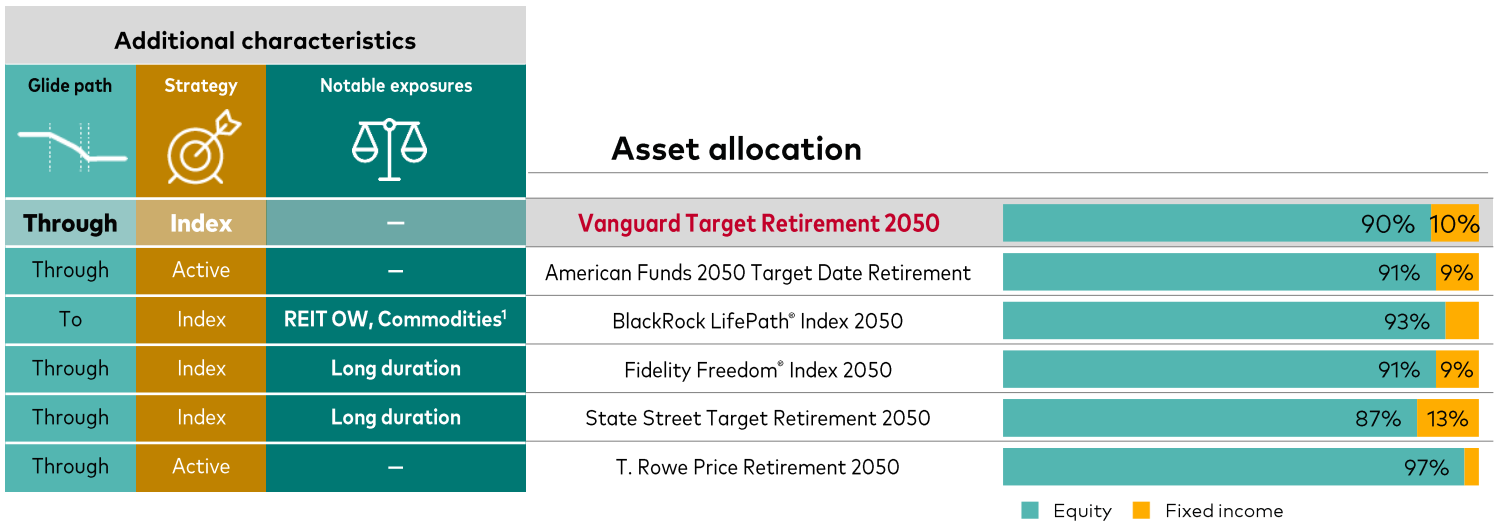 Additional characteristics
Glide path Strategy Notable exposures
Asset allocation
Through Index — Vanguard Target Retirement 2050 90% 10%
Through Active — American Funds 2050 Target Date Retirement 91% 9%
To Index REIT OW, Commodities¹ BlackRock LifePath® Index 2050 93%
Through Index Long duration Fidelity Freedom® Index 2050 91% 9%
Through Index Long duration State Street Target Retirement 2050 87% 13%
Through Active — T. Rowe Price Retirement 2050 97%
Equity Fixed income